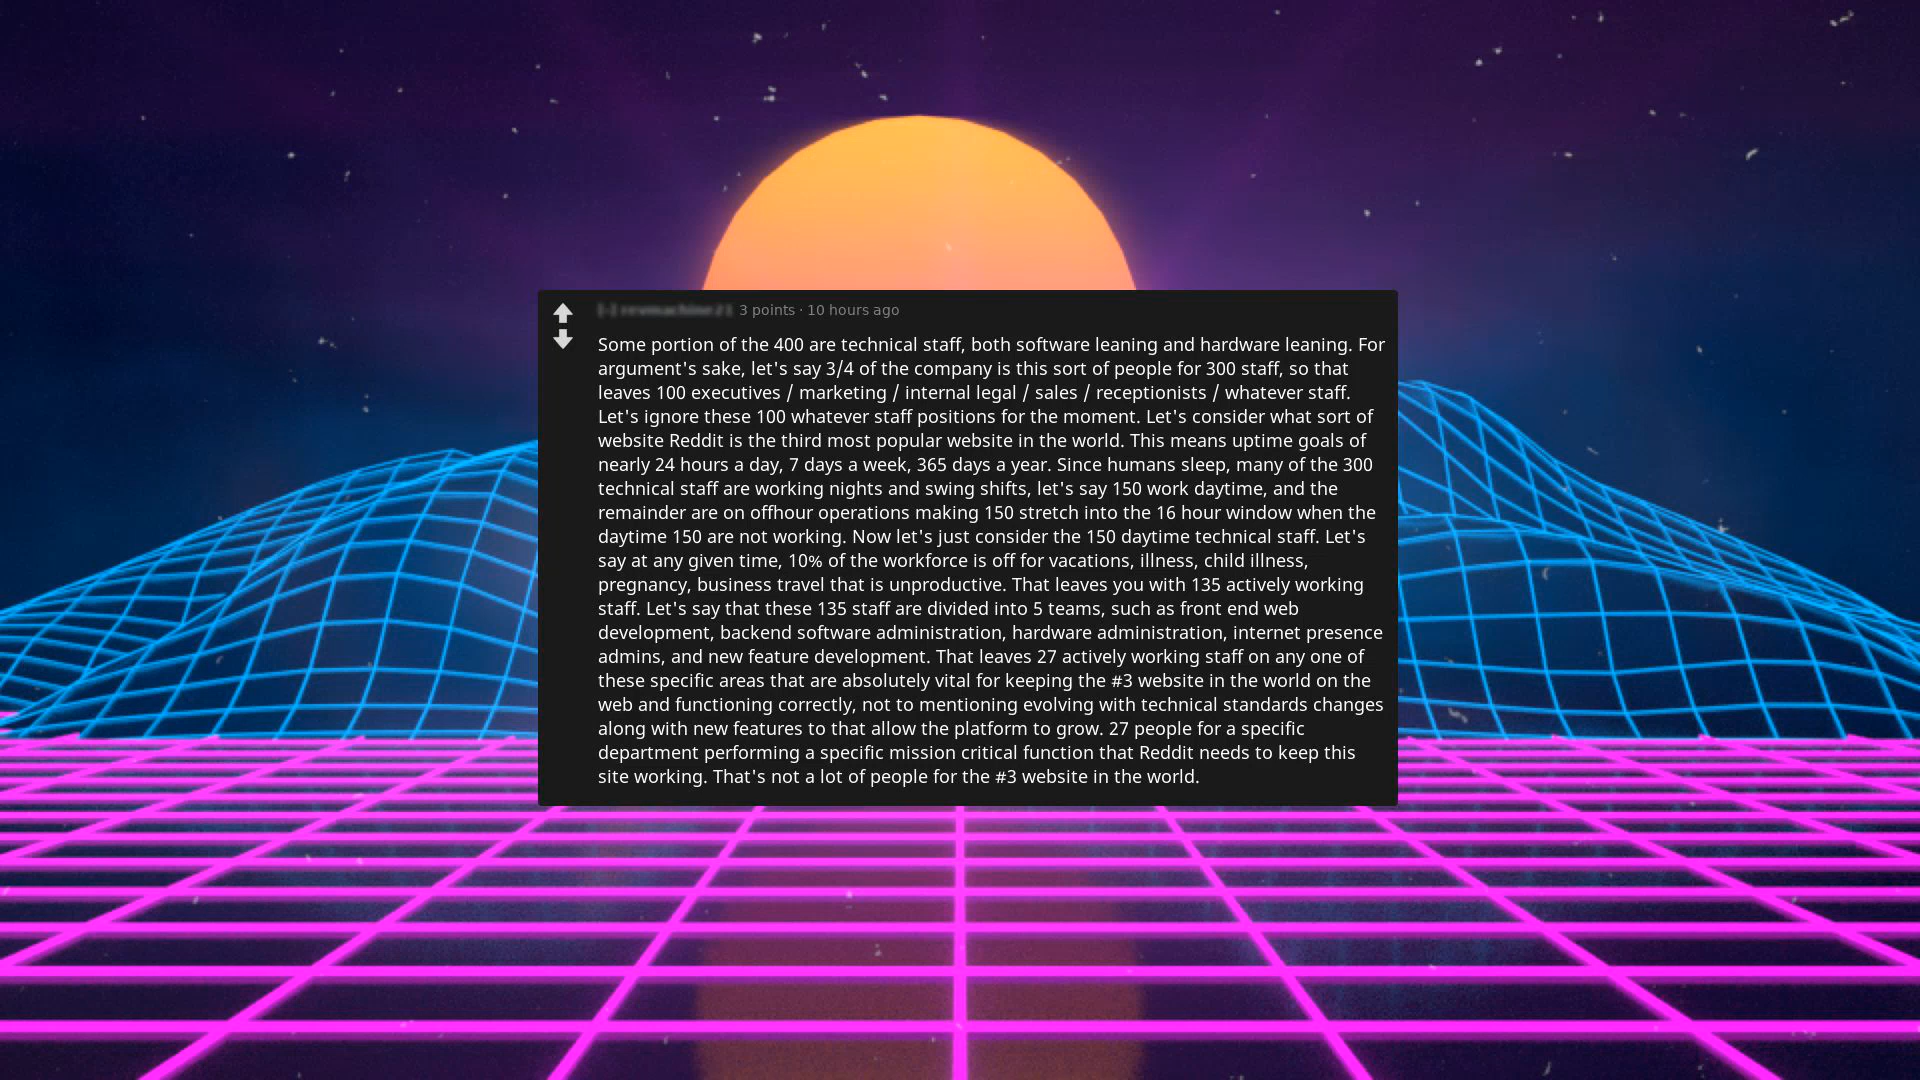 3 points · 10 hours ago
Some portion of the 400 are technical staff, both software leaning and hardware leaning. For
argument's sake, let's say 3/4 of the company is this sort of people for 300 staff, so that
leaves 100 executives / marketing / internal legal / sales / receptionists / whatever staff.
Let's ignore these 100 whatever staff positions for the moment. Let's consider what sort of
website Reddit is the third most popular website in the world. This means uptime goals of
nearly 24 hours a day, 7 days a week, 365 days a year. Since humans sleep, many of the 300
technical staff are working nights and swing shifts, let's say 150 work daytime, and the
remainder are on offhour operations making 150 stretch into the 16 hour window when the
daytime 150 are not working. Now let's just consider the 150 daytime technical staff. Let's
say at any given time, 10% of the workforce is off for vacations, illness, child illness,
pregnancy, business travel that is unproductive. That leaves you with 135 actively working
staff. Let's say that these 135 staff are divided into 5 teams, such as front end web
development, backend software administration, hardware administration, internet presence
admins, and new feature development. That leaves 27 actively working staff on any one of
these specific areas that are absolutely vital for keeping the #3 website in the world on the
web and functioning correctly, not to mentioning evolving with technical standards changes
along with new features to that allow the platform to grow. 27 people for a specific
department performing a specific mission critical function that Reddit needs to keep this
site working. That's not a lot of people for the #3 website in the world.